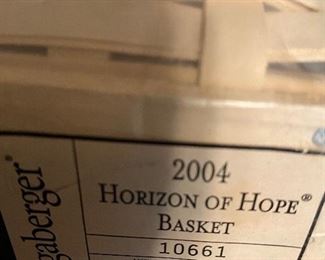 gaberger®
2004
HORIZON OF HOPE®
BASKET
10661